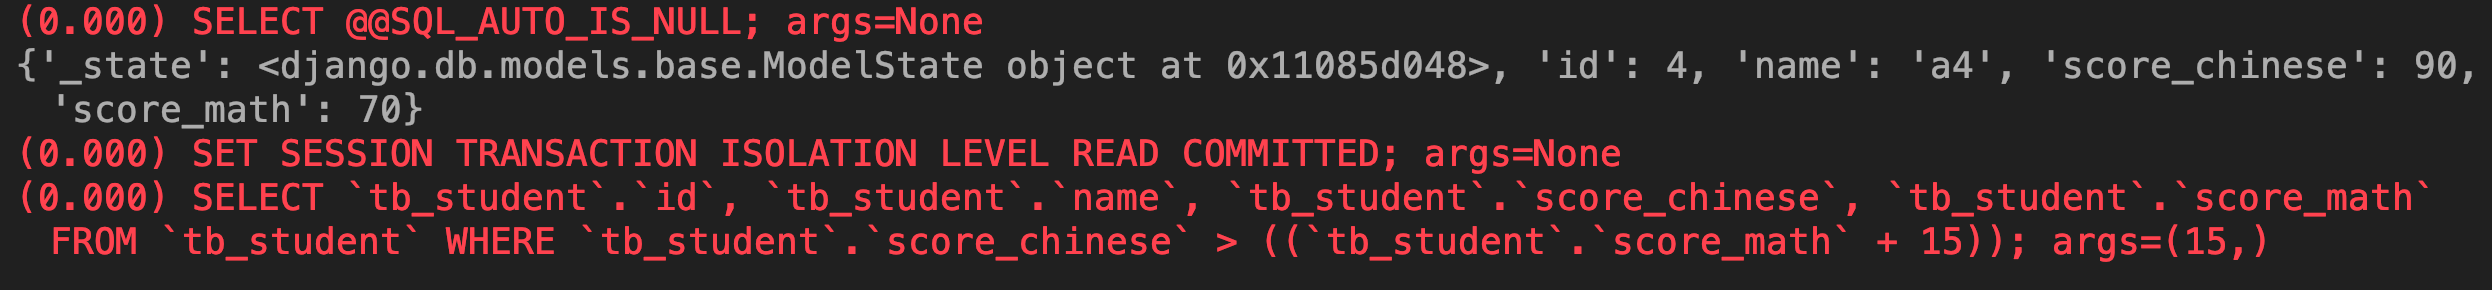 (0.000) SELECT @@SQL_AUTO_IS_NULL; args=None
{'_state': <django.db.models.base.ModelState object at 0x11085d048>, 'id': 4, 'name': 'a4', 'score_chinese': 90,
'score_math': 70}
(0.000) SET SESSION TRANSACTION ISOLATION LEVEL READ COMMITTED; args=None
(0.000) SELECT `tb_student`.`id`, `tb_student`.`name`, `tb_student`.`score_chinese`, `tb_student`.`score_math`
FROM `tb_student` WHERE `tb_student`.`score_chinese` > ((`tb_student`.`score_math` + 15)); args=(15,)